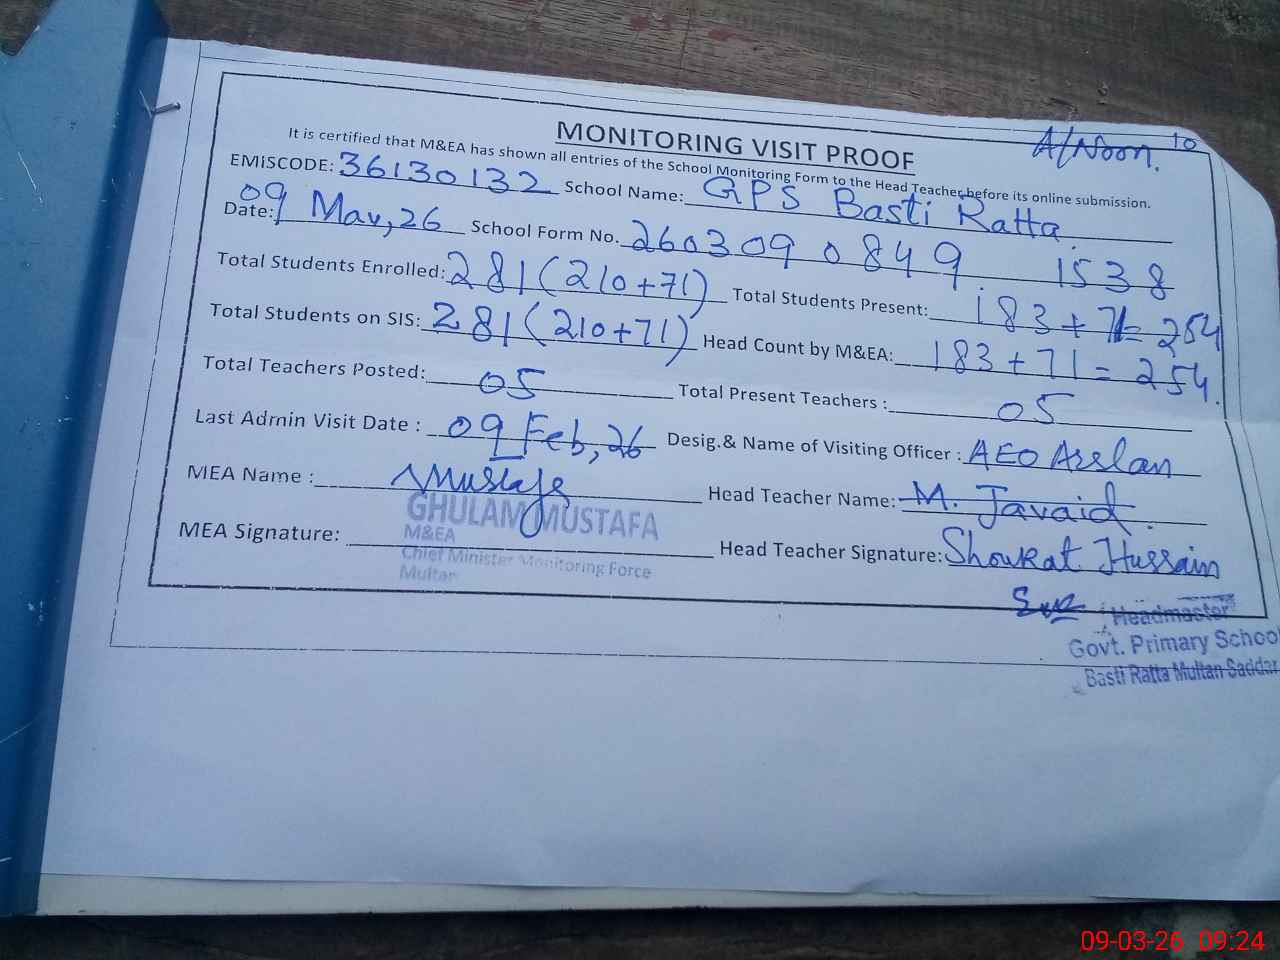 A/Noon. 10
MONITORING VISIT PROOF
It is certified that M&EA has shown all entries of the School Monitoring Form to the Head Teacher before its online submission.
EMISCODE: 36130132 School Name: GPS Basti Ratta.
Date: 09 Mar, 26 School Form No. 2603090849 1538
Total Students Enrolled: 281 (210+71) Total Students Present: 183+71=254
Total Students on SIS: 281 (210+71) Head Count by M&EA: 183+71=254.
Total Teachers Posted: 05 Total Present Teachers : 05
Last Admin Visit Date : 09 Feb, 26 Desig.& Name of Visiting Officer : AEO Arslan
MEA Name : Mustafa Head Teacher Name: M. Javaid.
GHULAM MUSTAFA
M&EA
MEA Signature: Head Teacher Signature: Shoukat Hussain
Chief Minister Monitoring Force
Multan
Headmaster
Govt. Primary School
Basti Ratta Multan Saddar
09-03-26 09:24